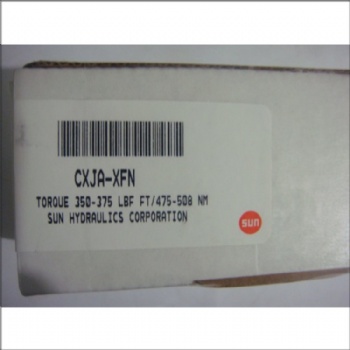 CXJA-XFN
TORQUE 350-375 LBF FT/475-508 NM
SUN HYDRAULICS CORPORATION
sun